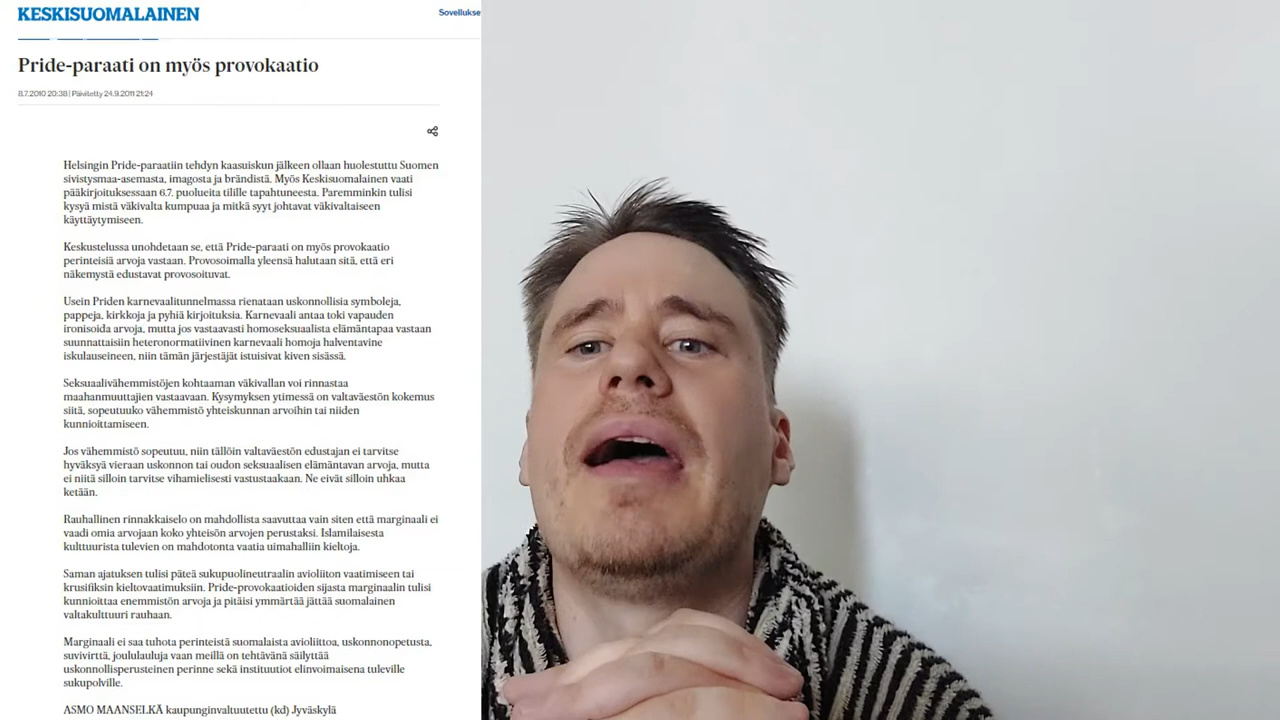 KESKISUOMALAINEN
Sovellukse
Pride-paraati on myös provokaatio
8.7.2010 20:38 | Päivitetty 24.9.2011 21:24
Helsingin Pride-paraatiin tehdyn kaasuiskun jälkeen ollaan huolestuttu Suomen
sivistysmaa-asemasta, imagosta ja brändistä. Myös Keskisuomalainen vaati
pääkirjoituksessaan 6.7. puolueita tilille tapahtuneesta. Paremminkin tulisi
kysyä mistä väkivalta kumpuaa ja mitkä syyt johtavat väkivaltaiseen
käyttäytymiseen.
Keskustelussa unohdetaan se, että Pride-paraati on myös provokaatio
perinteisiä arvoja vastaan. Provosoimalla yleensä halutaan sitä, että eri
näkemystä edustavat provosoituvat.
Usein Priden karnevaalitunnelmassa rienataan uskonnollisia symboleja,
pappeja, kirkkoja ja pyhiä kirjoituksia. Karnevaali antaa toki vapauden
ironisoida arvoja, mutta jos vastaavasti homoseksuaalista elämäntapaa vastaan
suunnattaisiin heteronormatiivinen karnevaali homoja halventavine
iskulauseineen, niin tämän järjestäjät istuisivat kiven sisässä.
Seksuaalivähemmistöjen kohtaaman väkivallan voi rinnastaa
maahanmuuttajien vastaavaan. Kysymyksen ytimessä on valtaväestön kokemus
siitä, sopeutuuko vähemmistö yhteiskunnan arvoihin tai niiden
kunnioittamiseen.
Jos vähemmistö sopeutuu, niin tällöin valtaväestön edustajan ei tarvitse
hyväksyä vieraan uskonnon tai oudon seksuaalisen elämäntavan arvoja, mutta
ei niitä silloin tarvitse vihamielisesti vastustaakaan. Ne eivät silloin uhkaa
ketään.
Rauhallinen rinnakkaiselo on mahdollista saavuttaa vain siten että marginaali ei
vaadi omia arvojaan koko yhteisön arvojen perustaksi. Islamilaisesta
kulttuurista tulevien on mahdotonta vaatia uimahalliin kieltoja.
Saman ajatuksen tulisi päteä sukupuolineutraalin avioliiton vaatimiseen tai
krusifiksin kieltovaatimuksiin. Pride-provokaatioiden sijasta marginaalin tulisi
kunnioittaa enemmistön arvoja ja pitäisi ymmärtää jättää suomalainen
valtakulttuuri rauhaan.
Marginaali ei saa tuhota perinteistä suomalaista avioliittoa, uskonnonopetusta,
suvivirttä, joululauluja vaan meillä on tehtävänä säilyttää
uskonnollisperusteinen perinne sekä instituutiot elinvoimaisena tuleville
sukupolville.
ASMO MAANSELKÄ kaupunginvaltuutettu (kd) Jyväskylä